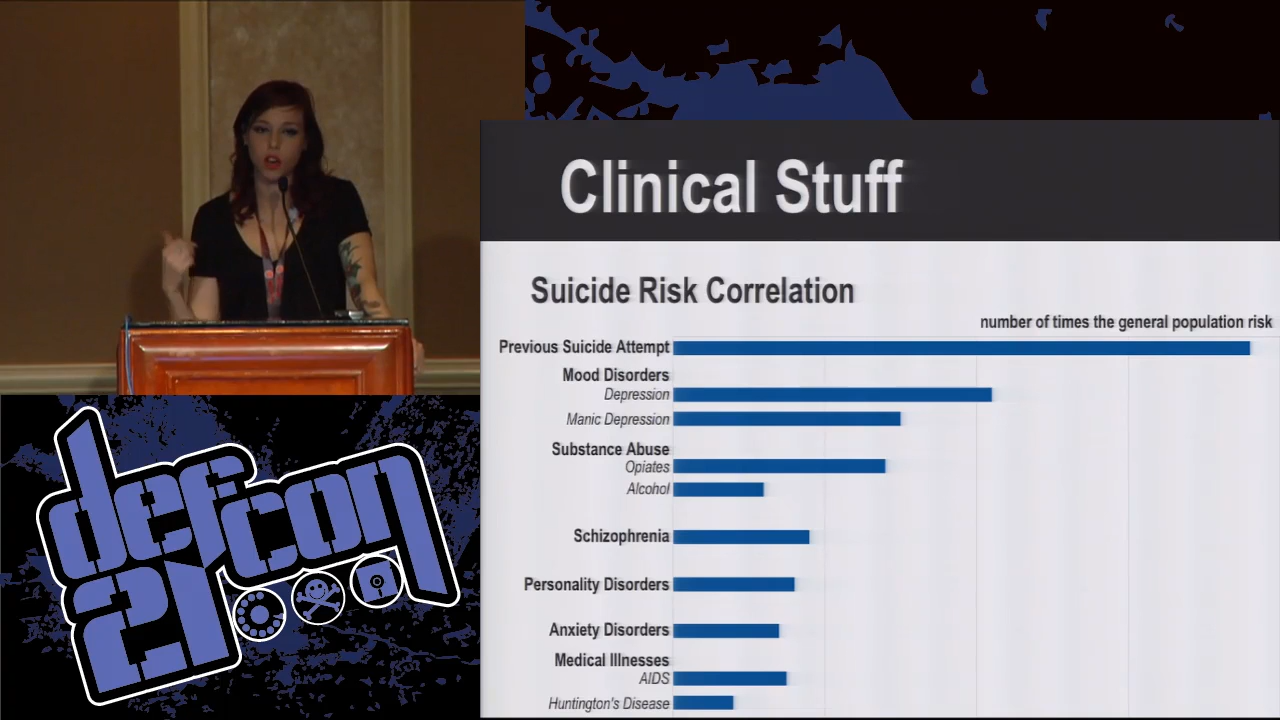 Clinical Stuff
Suicide Risk Correlation
number of times the general population risk
Previous Suicide Attempt
Mood Disorders
Depression
Manic Depression
Substance Abuse
Opiates
Alcohol
Schizophrenia
Personality Disorders
Anxiety Disorders
Medical Illnesses
AIDS
Huntington's Disease
defcon
21